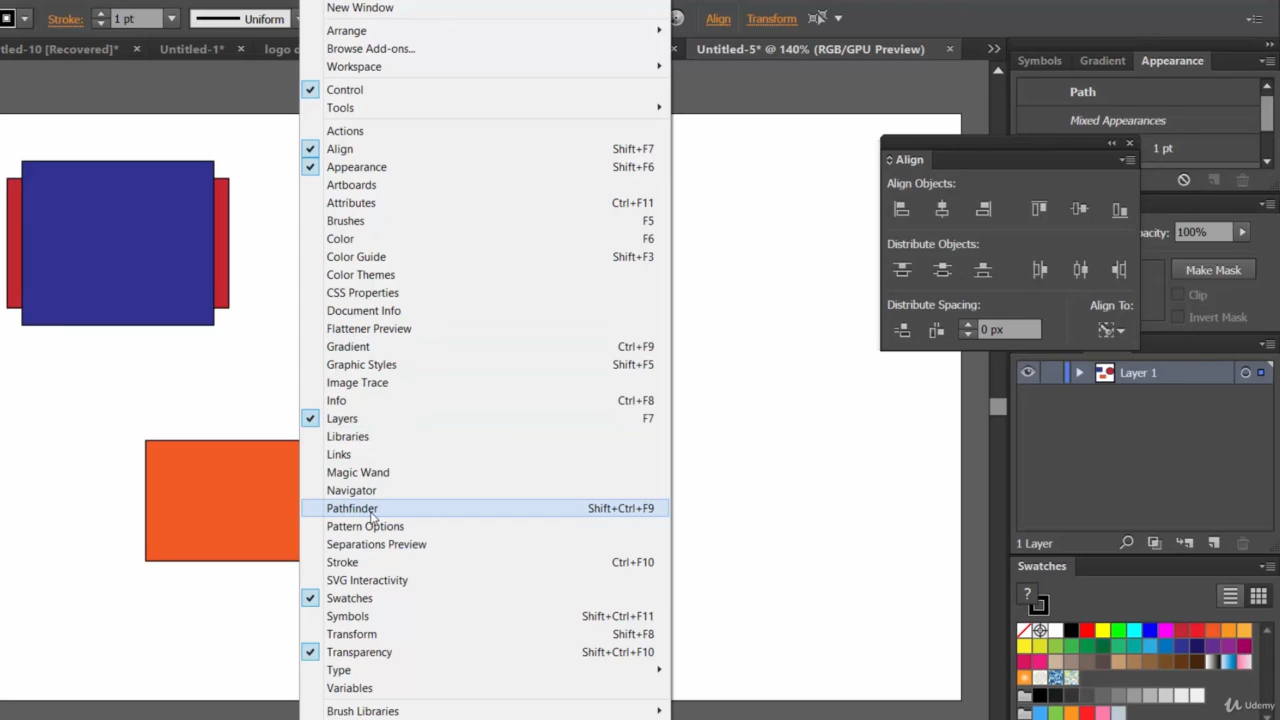 Stroke:
1 pt
Uniform
New Window
Align
Transform
tled-10 [Recovered]*
Untitled-1*
logo
Untitled-5* @ 140% (RGB/GPU Preview)
Arrange
Browse Add-ons...
Workspace
Control
Tools
Actions
Align Shift+F7
Appearance Shift+F6
Artboards
Attributes Ctrl+F11
Brushes F5
Color F6
Color Guide Shift+F3
Color Themes
CSS Properties
Document Info
Flattener Preview
Gradient Ctrl+F9
Graphic Styles Shift+F5
Image Trace
Info Ctrl+F8
Layers F7
Libraries
Links
Magic Wand
Navigator
Pathfinder Shift+Ctrl+F9
Pattern Options
Separations Preview
Stroke Ctrl+F10
SVG Interactivity
Swatches
Symbols Shift+Ctrl+F11
Transform Shift+F8
Transparency Shift+Ctrl+F10
Type
Variables
Brush Libraries
Symbols Gradient Appearance
Path
Mixed Appearances
1 pt
Align
Align Objects:
Distribute Objects:
Distribute Spacing:
Align To:
0 px
pacity: 100%
Make Mask
Clip
Invert Mask
Layer 1
1 Layer
Swatches
?
Udemy